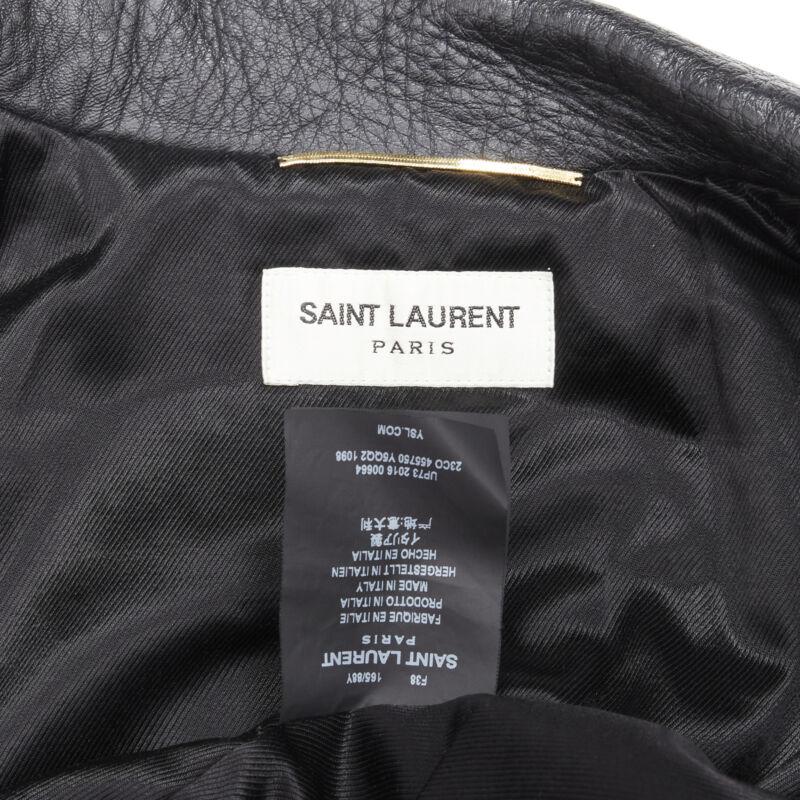 SAINT LAURENT
PARIS
F38 165/88Y
SAINT LAURENT
PARIS
FABRIQUE EN ITALIE
PRODOTTO IN ITALIA
MADE IN ITALY
HERGESTELLT IN ITALIEN
HECHO EN ITALIA
イタリア製
产地:意大利
UP73 2016 00664
23CO 455750 Y5QQ2 1098
YSL.COM